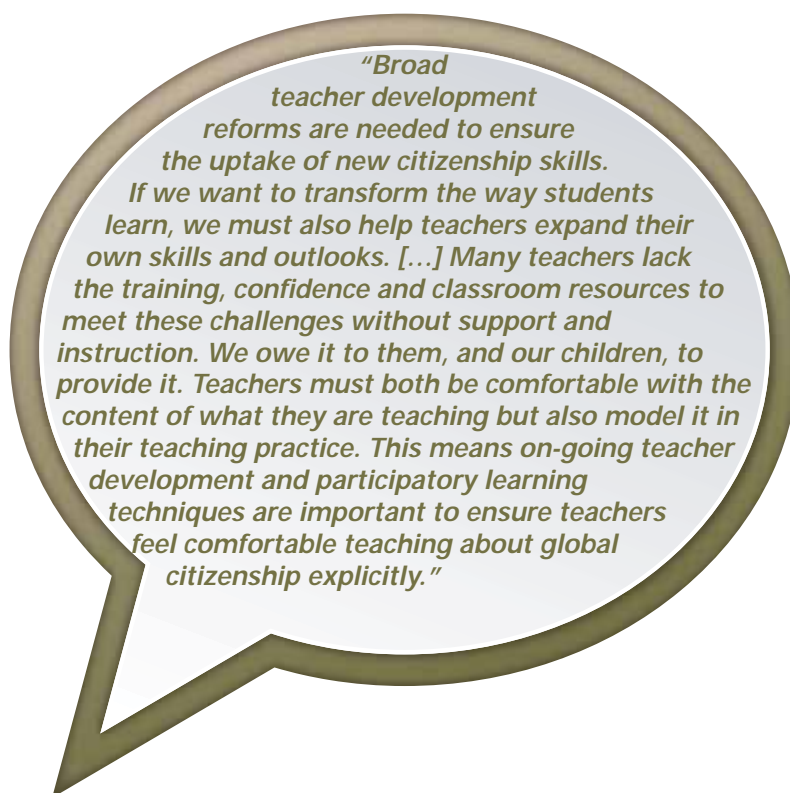 “Broad
teacher development
reforms are needed to ensure
the uptake of new citizenship skills.
If we want to transform the way students
learn, we must also help teachers expand their
own skills and outlooks. […] Many teachers lack
the training, confidence and classroom resources to
meet these challenges without support and
instruction. We owe it to them, and our children, to
provide it. Teachers must both be comfortable with the
content of what they are teaching but also model it in
their teaching practice. This means on-going teacher
development and participatory learning
techniques are important to ensure teachers
feel comfortable teaching about global
citizenship explicitly.”